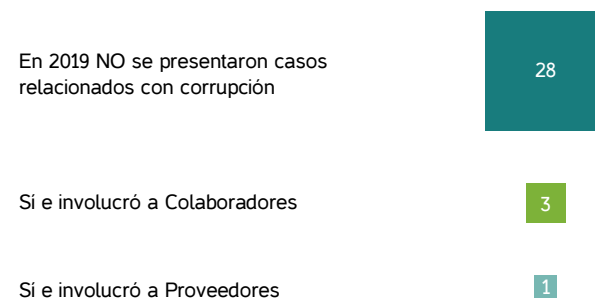 En 2019 NO se presentaron casos
relacionados con corrupción
28
Sí e involucró a Colaboradores
3
Sí e involucró a Proveedores
1